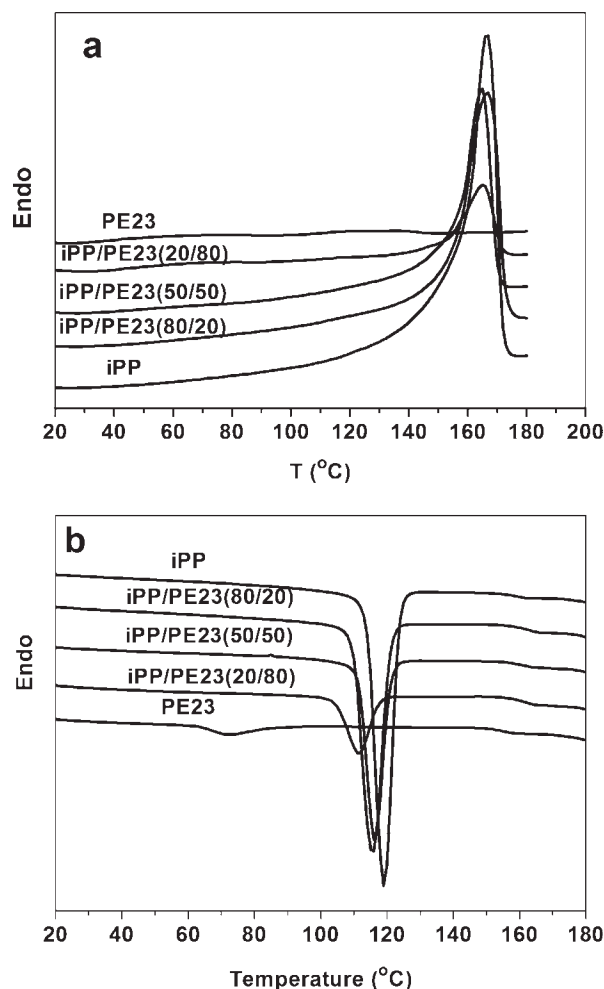 a
Endo
PE23
iPP/PE23(20/80)
iPP/PE23(50/50)
iPP/PE23(80/20)
iPP
20 40 60 80 100 120 140 160 180 200
T (°C)
b
Endo
iPP
iPP/PE23(80/20)
iPP/PE23(50/50)
iPP/PE23(20/80)
PE23
20 40 60 80 100 120 140 160 180
Temperature (°C)